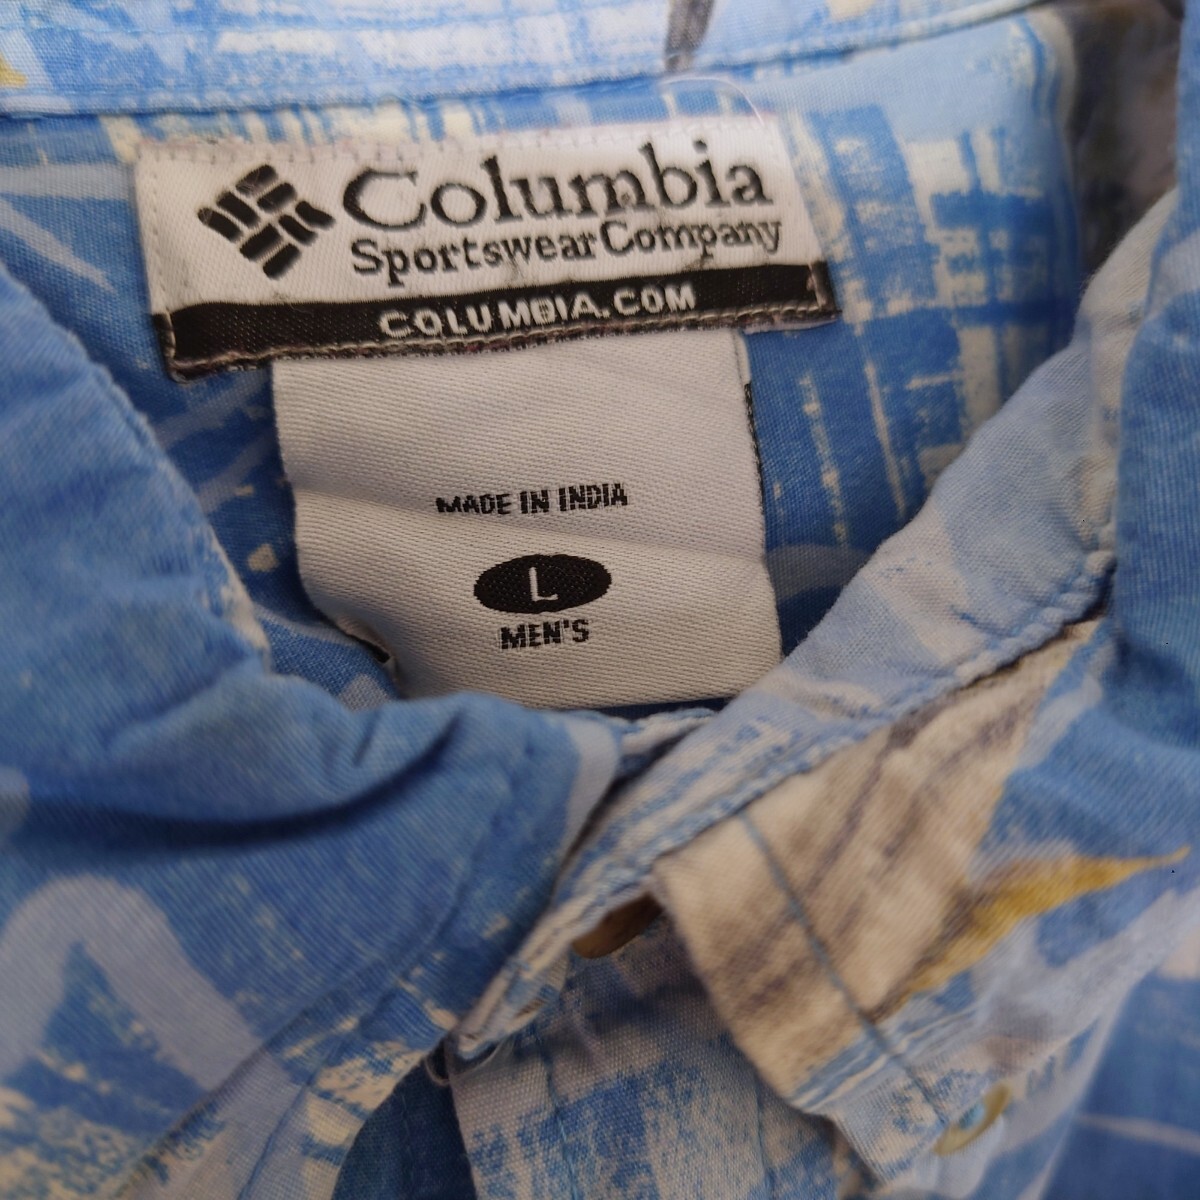 Columbia
Sportswear Company
COLUMBIA.COM
MADE IN INDIA
L
MEN'S